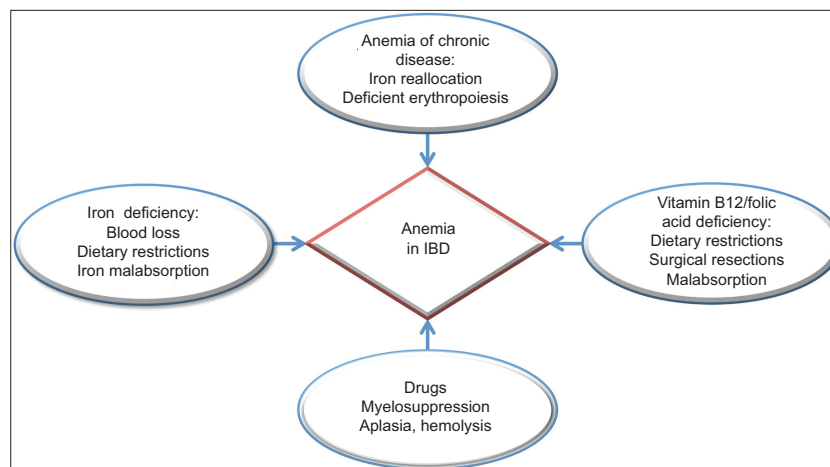 Anemia of chronic
disease:
Iron reallocation
Deficient erythropoiesis
Iron deficiency:
Blood loss
Dietary restrictions
Iron malabsorption
Anemia
in IBD
Vitamin B12/folic
acid deficiency:
Dietary restrictions
Surgical resections
Malabsorption
Drugs
Myelosuppression
Aplasia, hemolysis